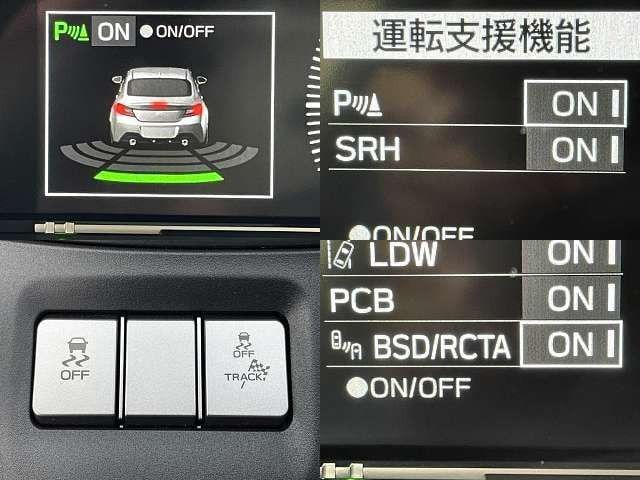 P ON ●ON/OFF
運転支援機能
P ON
SRH ON
●ON/OFF
LDW ON
PCB ON
BSD/RCTA ON
●ON/OFF
OFF
OFF
TRACK